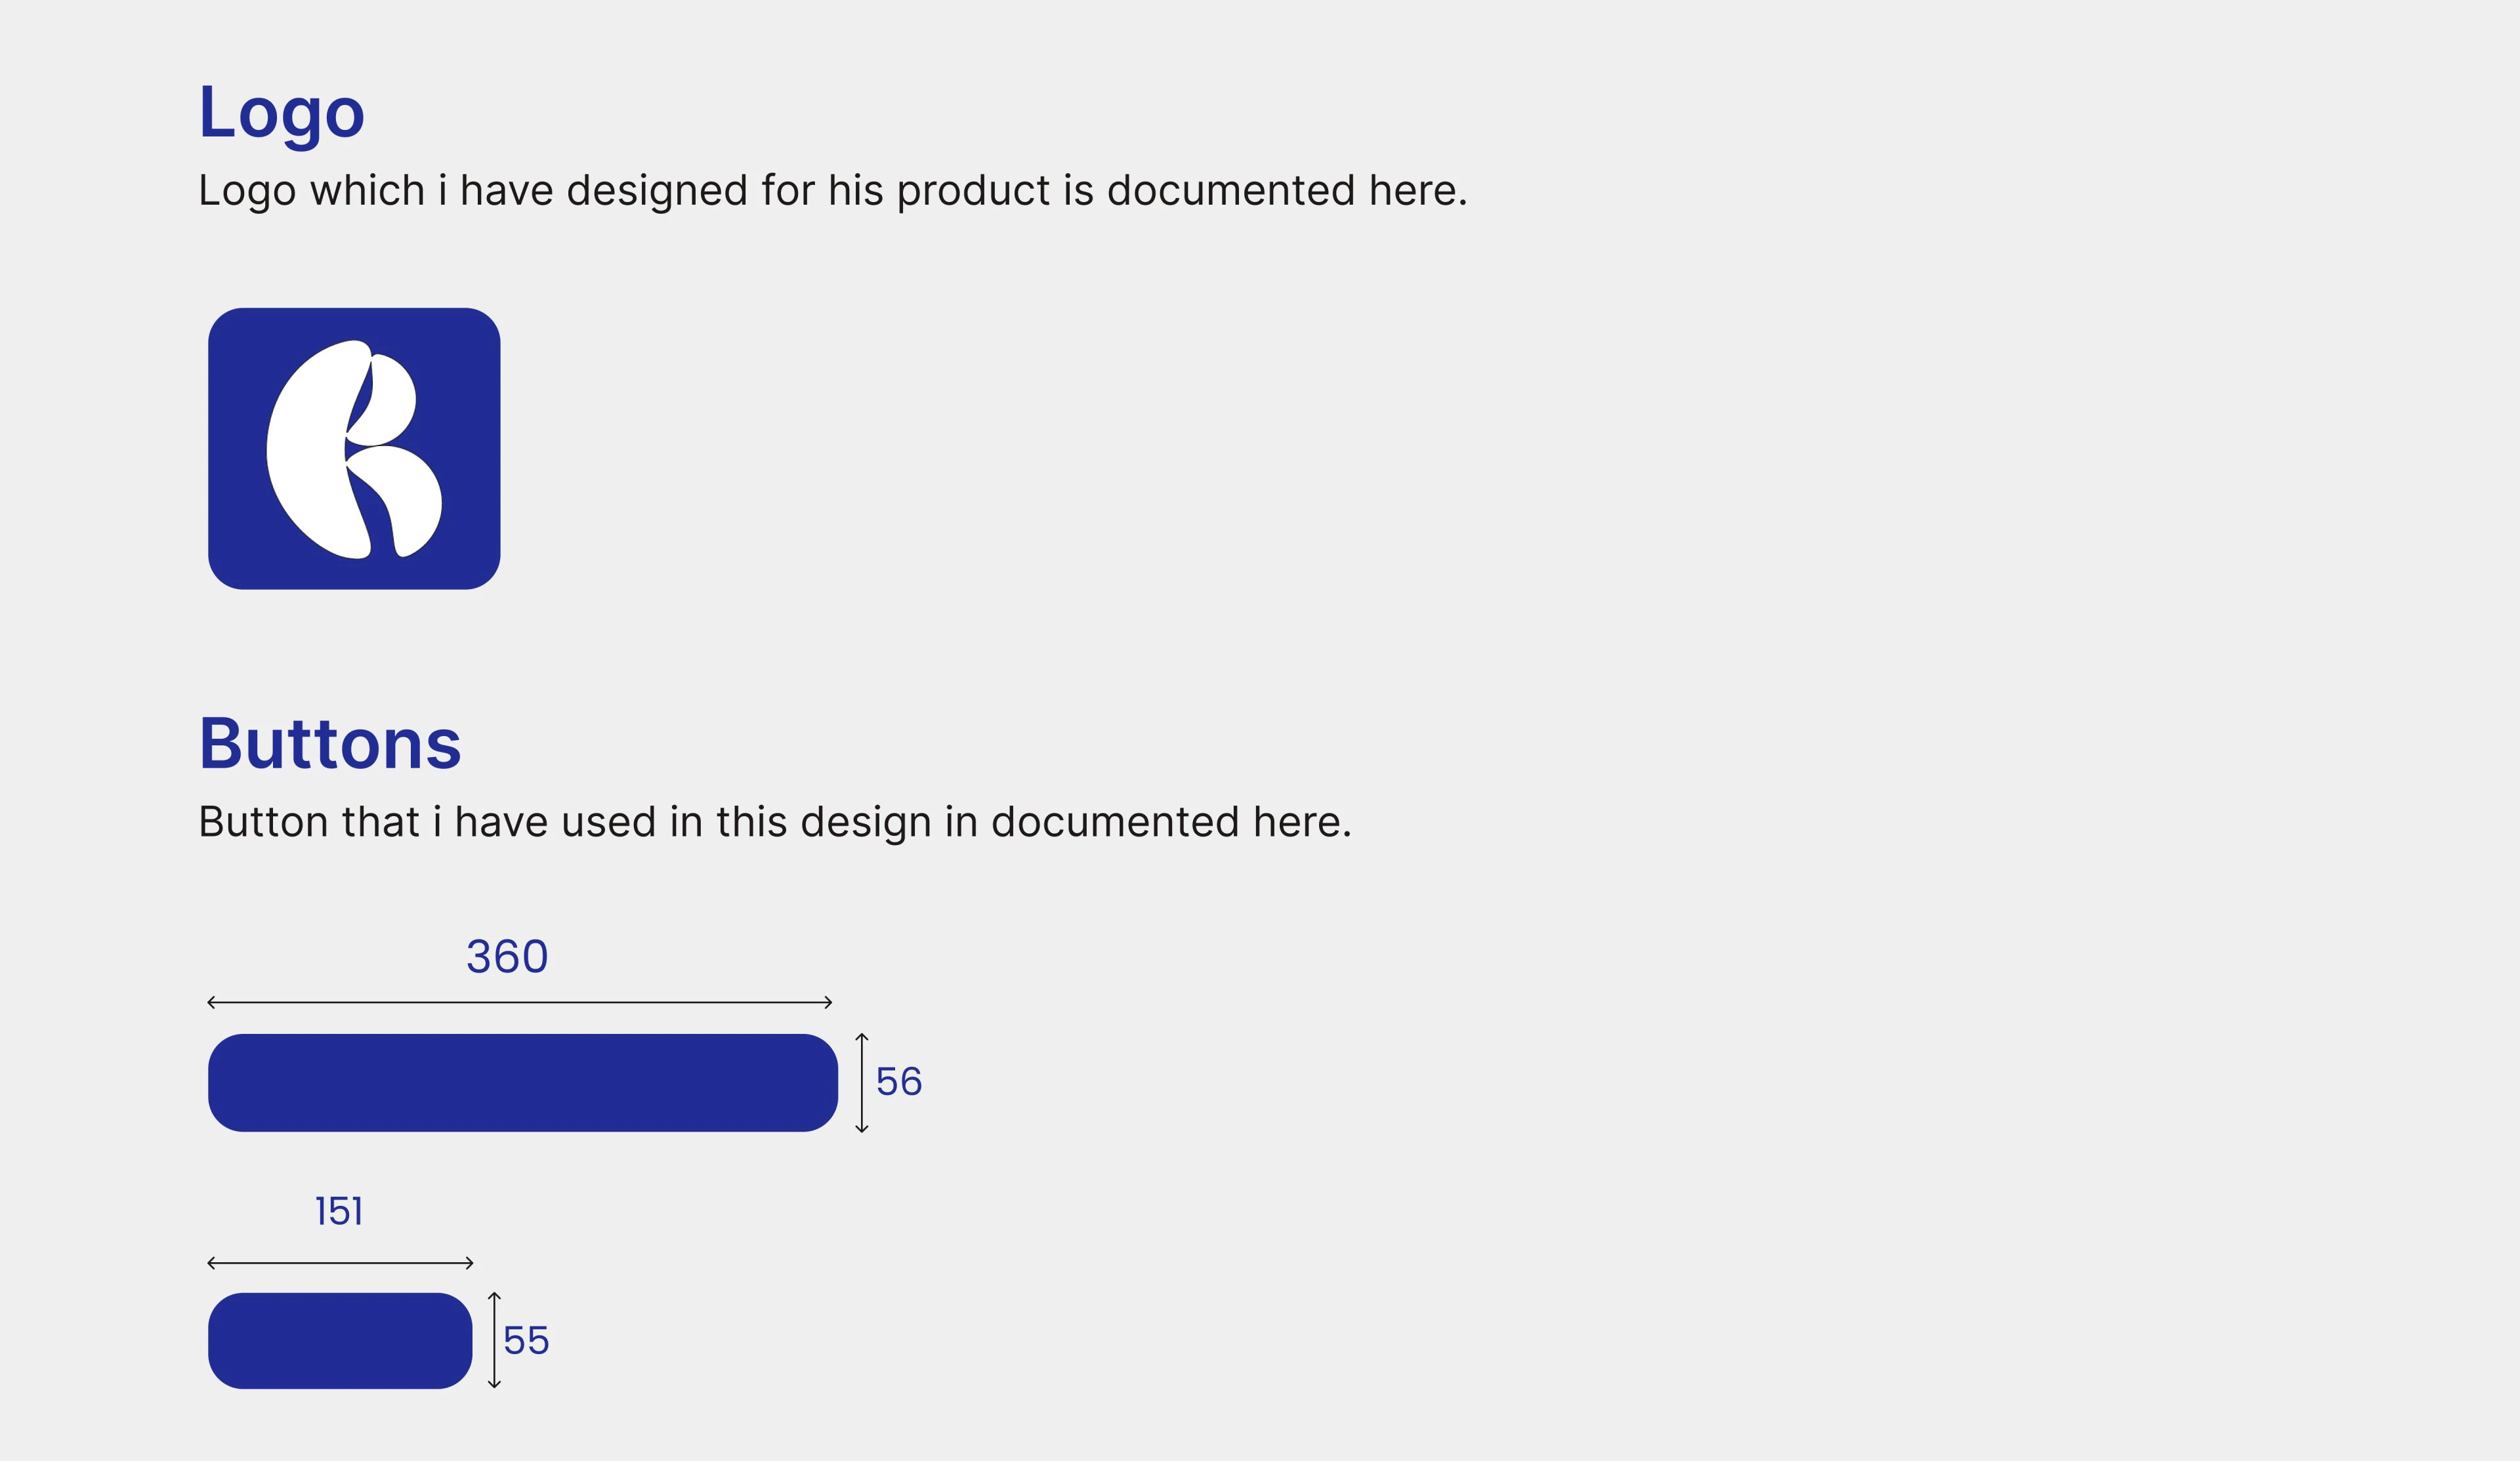 Logo
Logo which i have designed for his product is documented here.
Buttons
Button that i have used in this design in documented here.
360
56
151
55